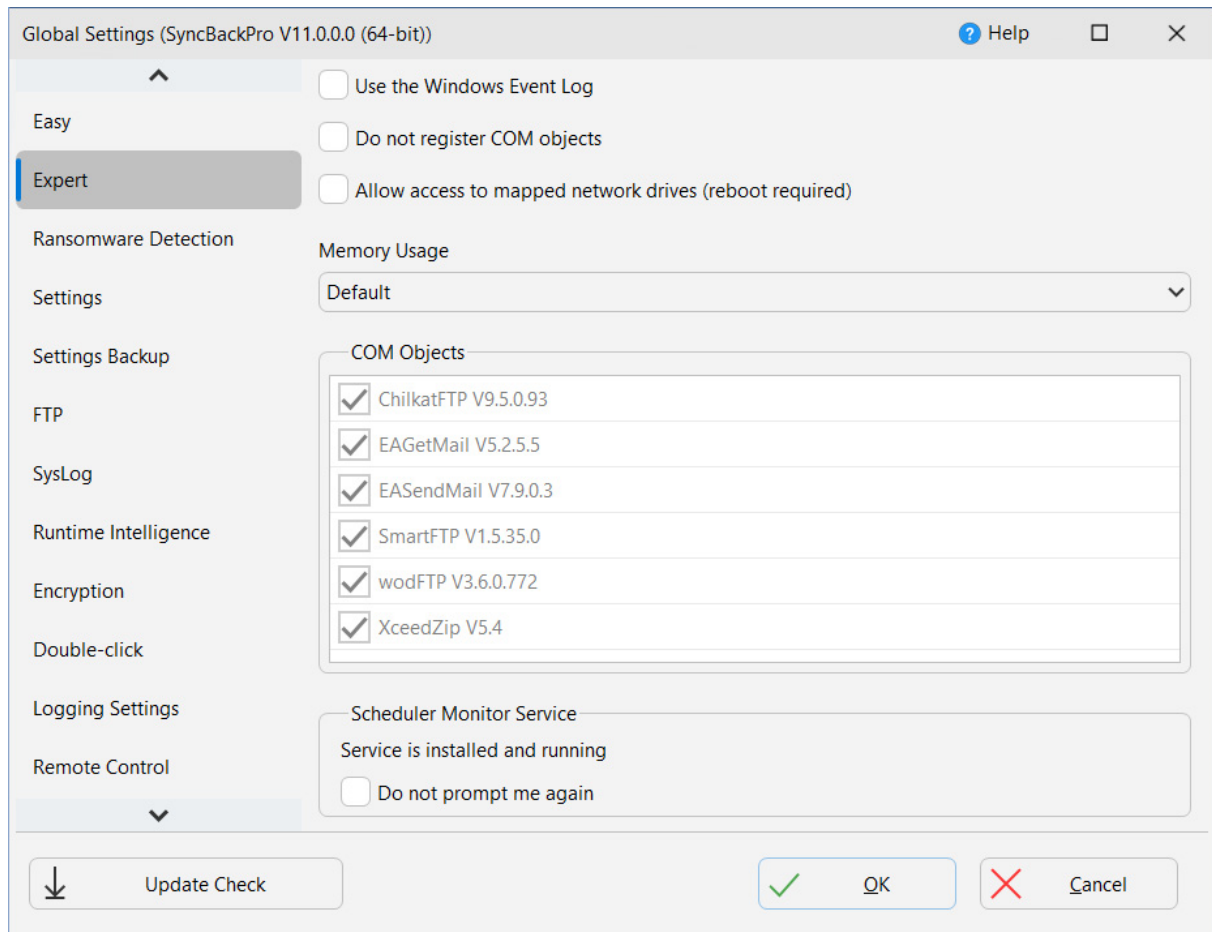 Global Settings (SyncBackPro V11.0.0.0 (64-bit))
? Help
Easy
Expert
Ransomware Detection
Settings
Settings Backup
FTP
SysLog
Runtime Intelligence
Encryption
Double-click
Logging Settings
Remote Control
Use the Windows Event Log
Do not register COM objects
Allow access to mapped network drives (reboot required)
Memory Usage
Default
COM Objects
ChilkatFTP V9.5.0.93
EAGetMail V5.2.5.5
EASendMail V7.9.0.3
SmartFTP V1.5.35.0
wodFTP V3.6.0.772
XceedZip V5.4
Scheduler Monitor Service
Service is installed and running
Do not prompt me again
Update Check
OK
Cancel